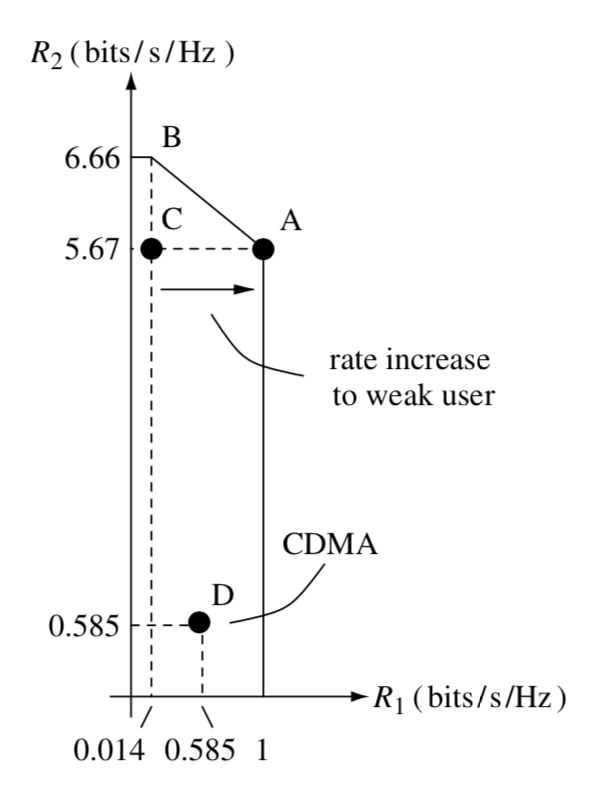 R₂ (bits/s/Hz )
B
6.66
C
A
5.67
rate increase
to weak user
CDMA
D
0.585
R₁ (bits/s/Hz )
0.014 0.585 1